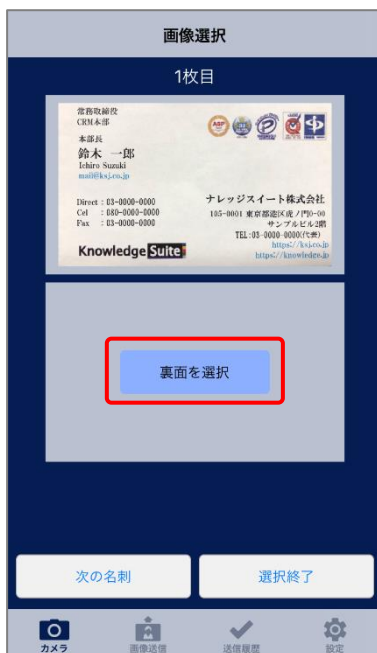 画像選択
1枚目
常務取締役
CRM本部
本部長
鈴木 一郎
Ichiro Suzuki
mail@ksj.co.jp
Direct : 03-0000-0000
Cel : 080-0000-0000
Fax : 03-0000-0000
Knowledge Suite
ナレッジスイート株式会社
105-0001 東京都港区虎ノ門0-00
サンプルビル2階
TEL:03-0000-0000(代表)
https://ksj.co.jp
https://knowledge.jp
裏面を選択
次の名刺
選択終了
カメラ
画像送信
送信履歴
設定